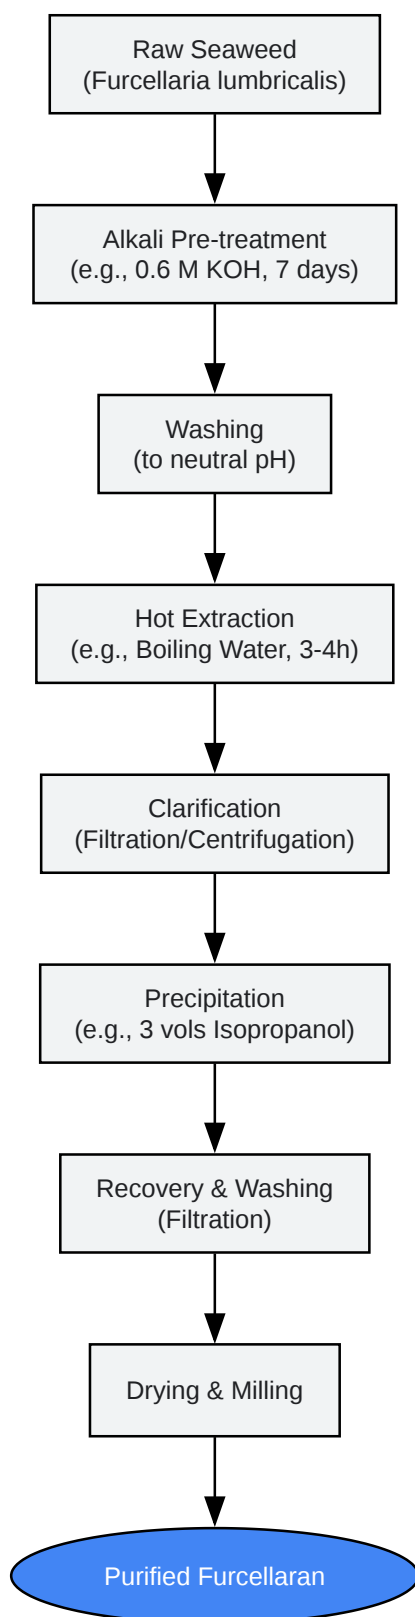 Raw Seaweed
(Furcellaria lumbricalis)
Alkali Pre-treatment
(e.g., 0.6 M KOH, 7 days)
Washing
(to neutral pH)
Hot Extraction
(e.g., Boiling Water, 3-4h)
Clarification
(Filtration/Centrifugation)
Precipitation
(e.g., 3 vols Isopropanol)
Recovery & Washing
(Filtration)
Drying & Milling
Purified Furcellaran